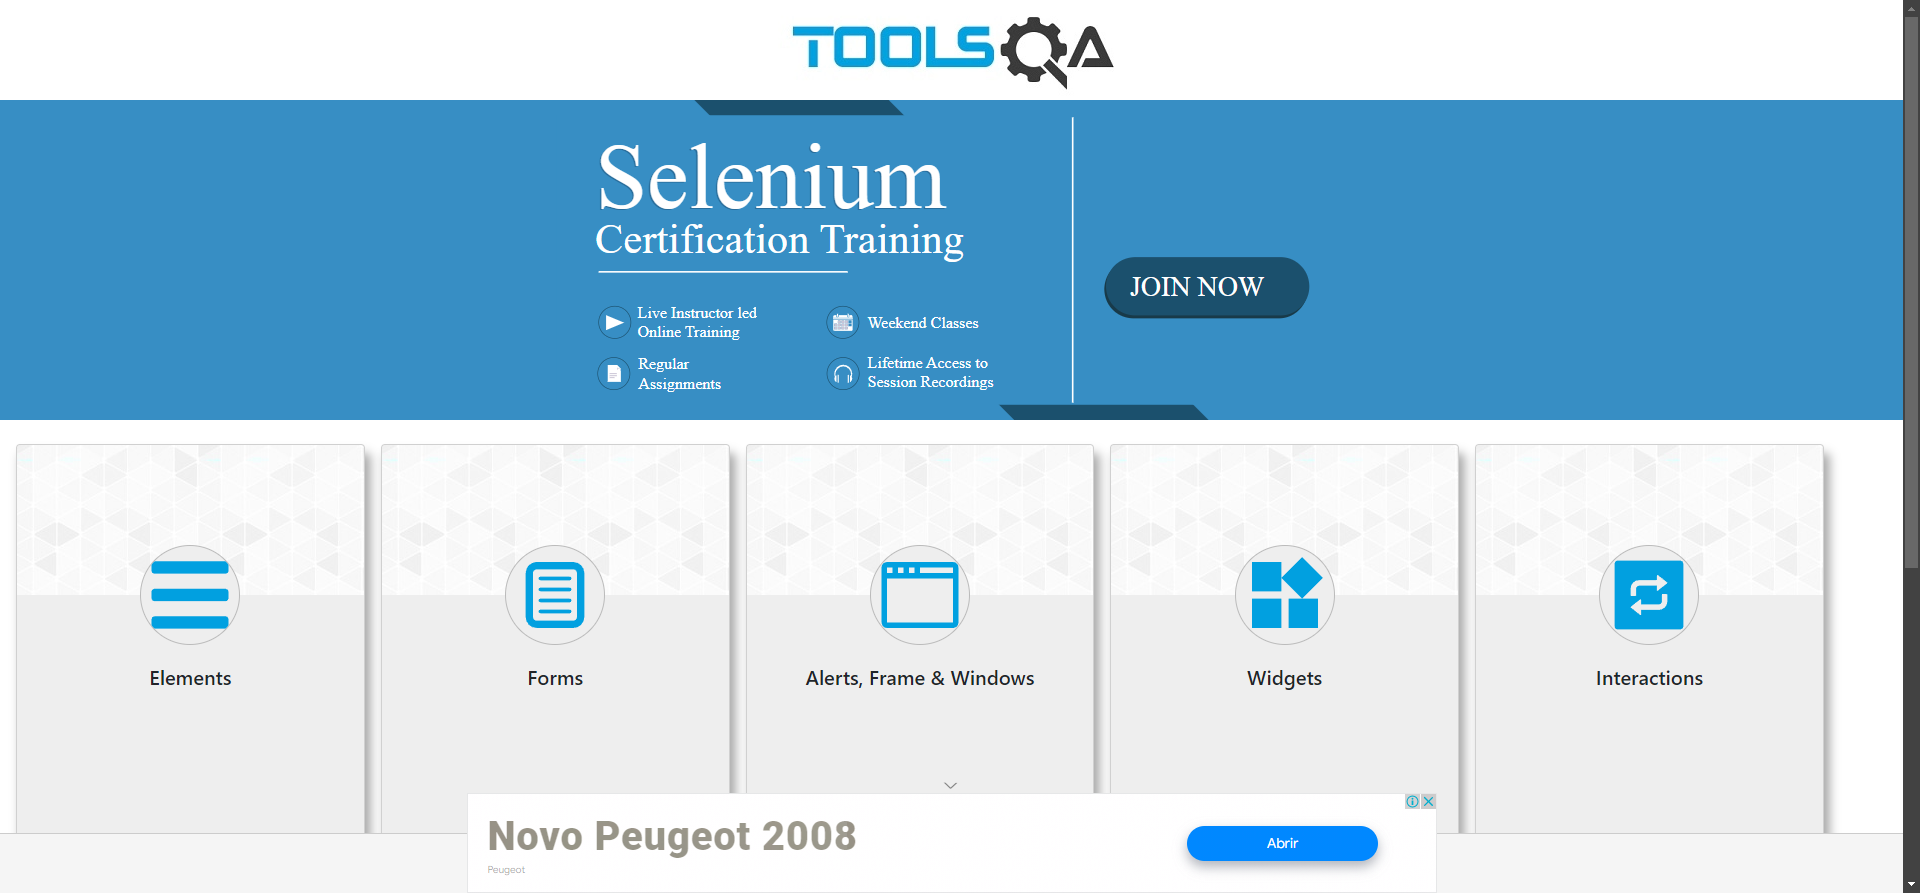 TOOLSQA
Selenium
Certification Training
Live Instructor led
Online Training
Weekend Classes
Regular
Assignments
Lifetime Access to
Session Recordings
JOIN NOW
Elements
Forms
Alerts, Frame & Windows
Widgets
Interactions
Novo Peugeot 2008
Peugeot
Abrir